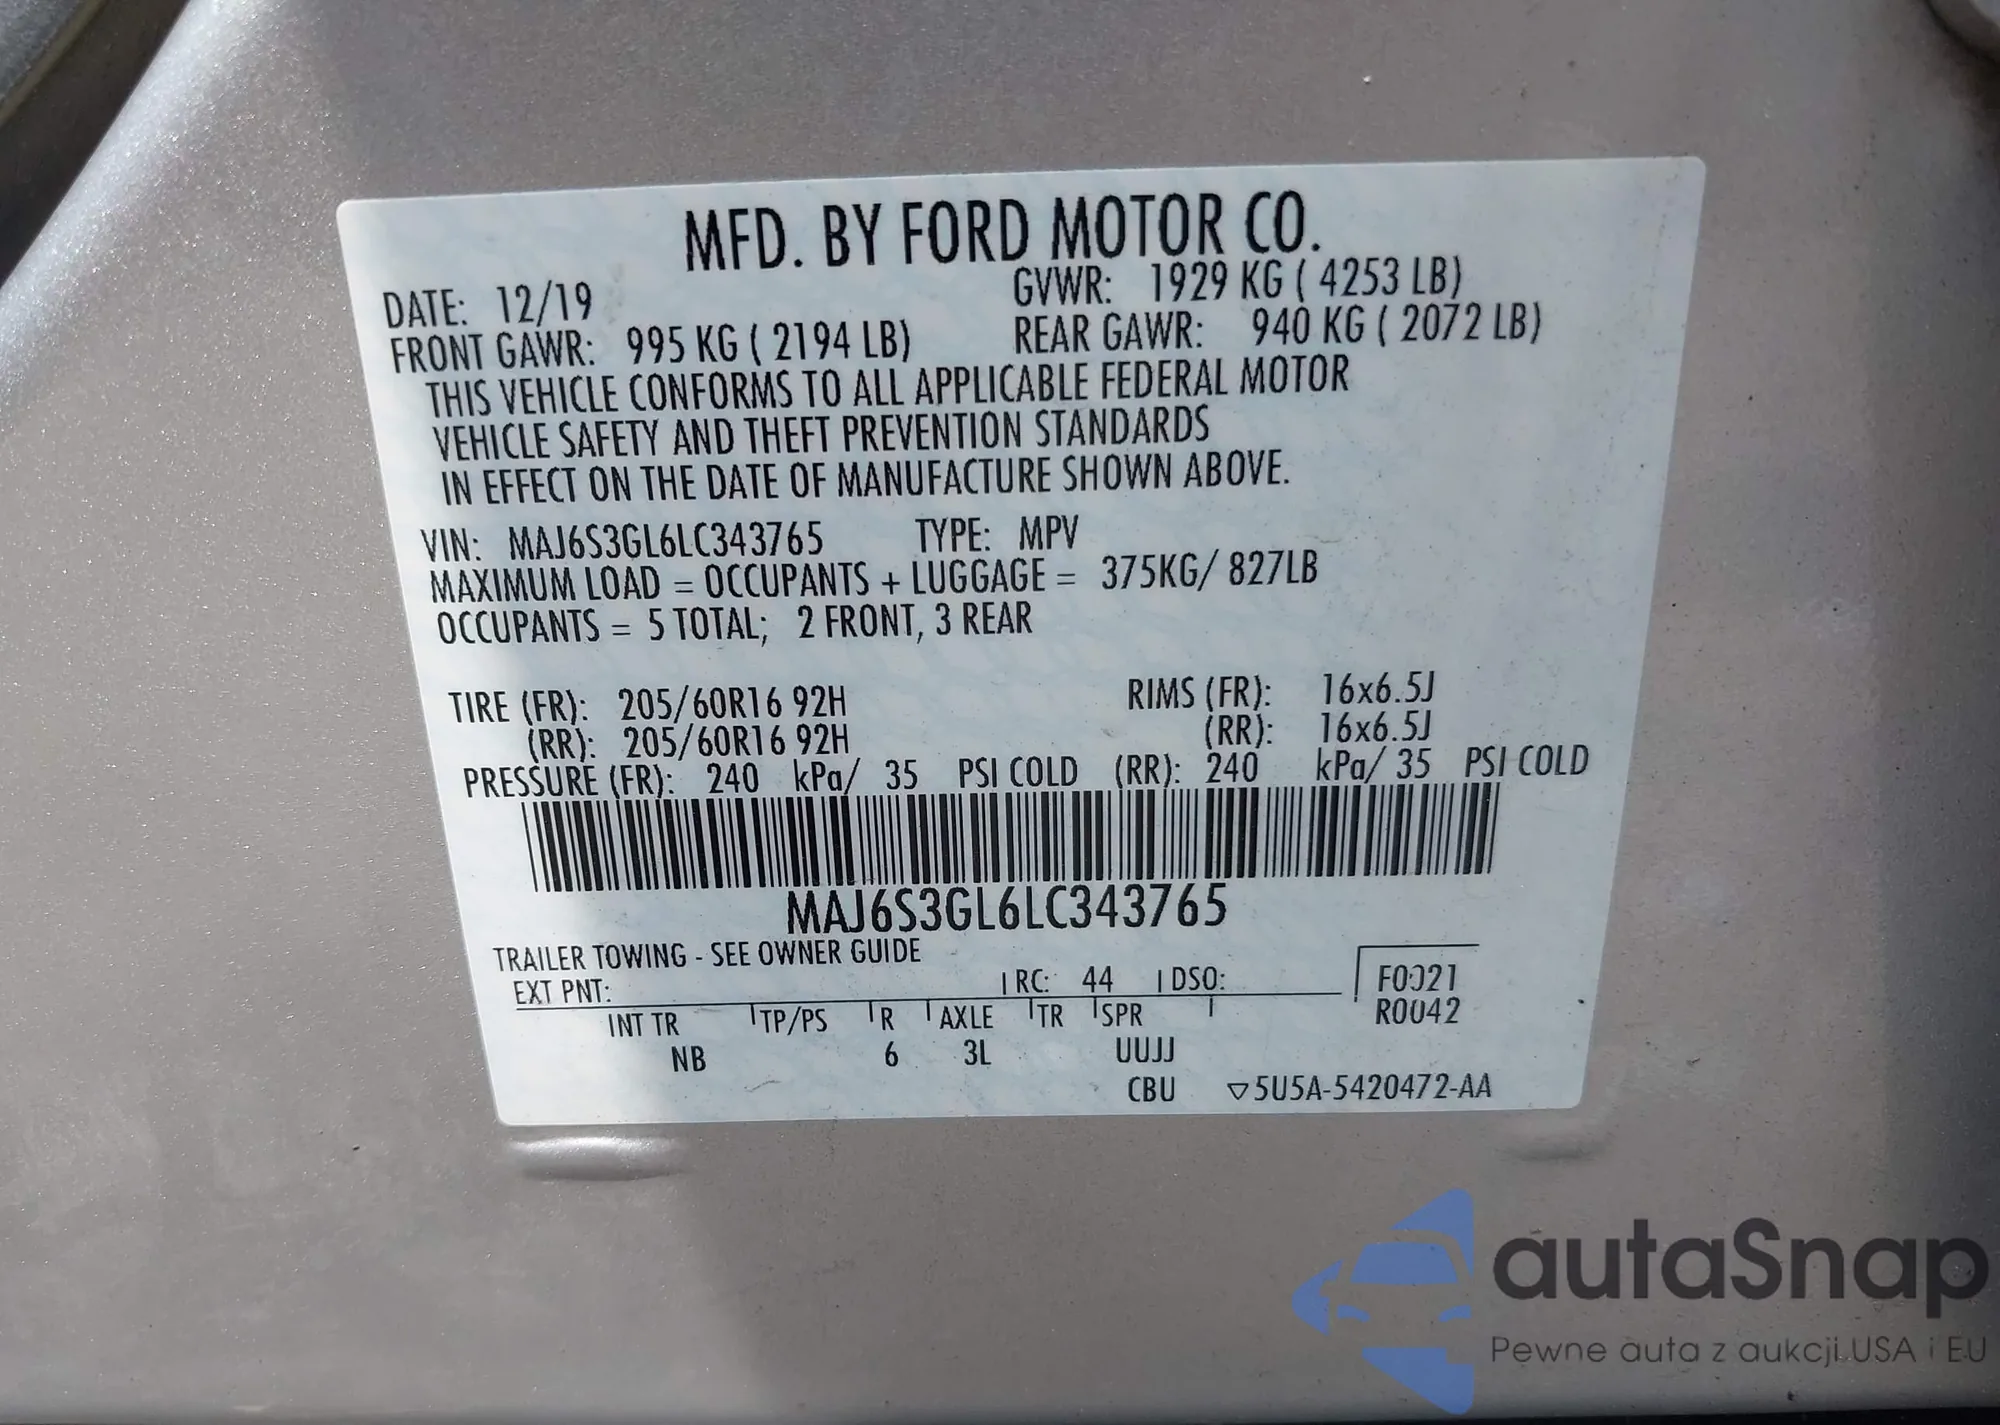 MFD. BY FORD MOTOR CO.
DATE: 12/19 GVWR: 1929 KG ( 4253 LB)
FRONT GAWR: 995 KG ( 2194 LB) REAR GAWR: 940 KG ( 2072 LB)
THIS VEHICLE CONFORMS TO ALL APPLICABLE FEDERAL MOTOR
VEHICLE SAFETY AND THEFT PREVENTION STANDARDS
IN EFFECT ON THE DATE OF MANUFACTURE SHOWN ABOVE.
VIN: MAJ6S3GL6LC343765 TYPE: MPV
MAXIMUM LOAD = OCCUPANTS + LUGGAGE = 375KG/ 827LB
OCCUPANTS = 5 TOTAL; 2 FRONT, 3 REAR
TIRE (FR): 205/60R16 92H RIMS (FR): 16x6.5J
(RR): 205/60R16 92H (RR): 16x6.5J
PRESSURE (FR): 240 kPa/ 35 PSI COLD (RR): 240 kPa/ 35 PSI COLD
MAJ6S3GL6LC343765
TRAILER TOWING - SEE OWNER GUIDE
EXT PNT: RC: 44 DSO: F0021
INT TR TP/PS R AXLE TR SPR R0042
NB 6 3L UUJJ
CBU ▽5U5A-5420472-AA
autaSnap
Pewne auta z aukcji USA i EU